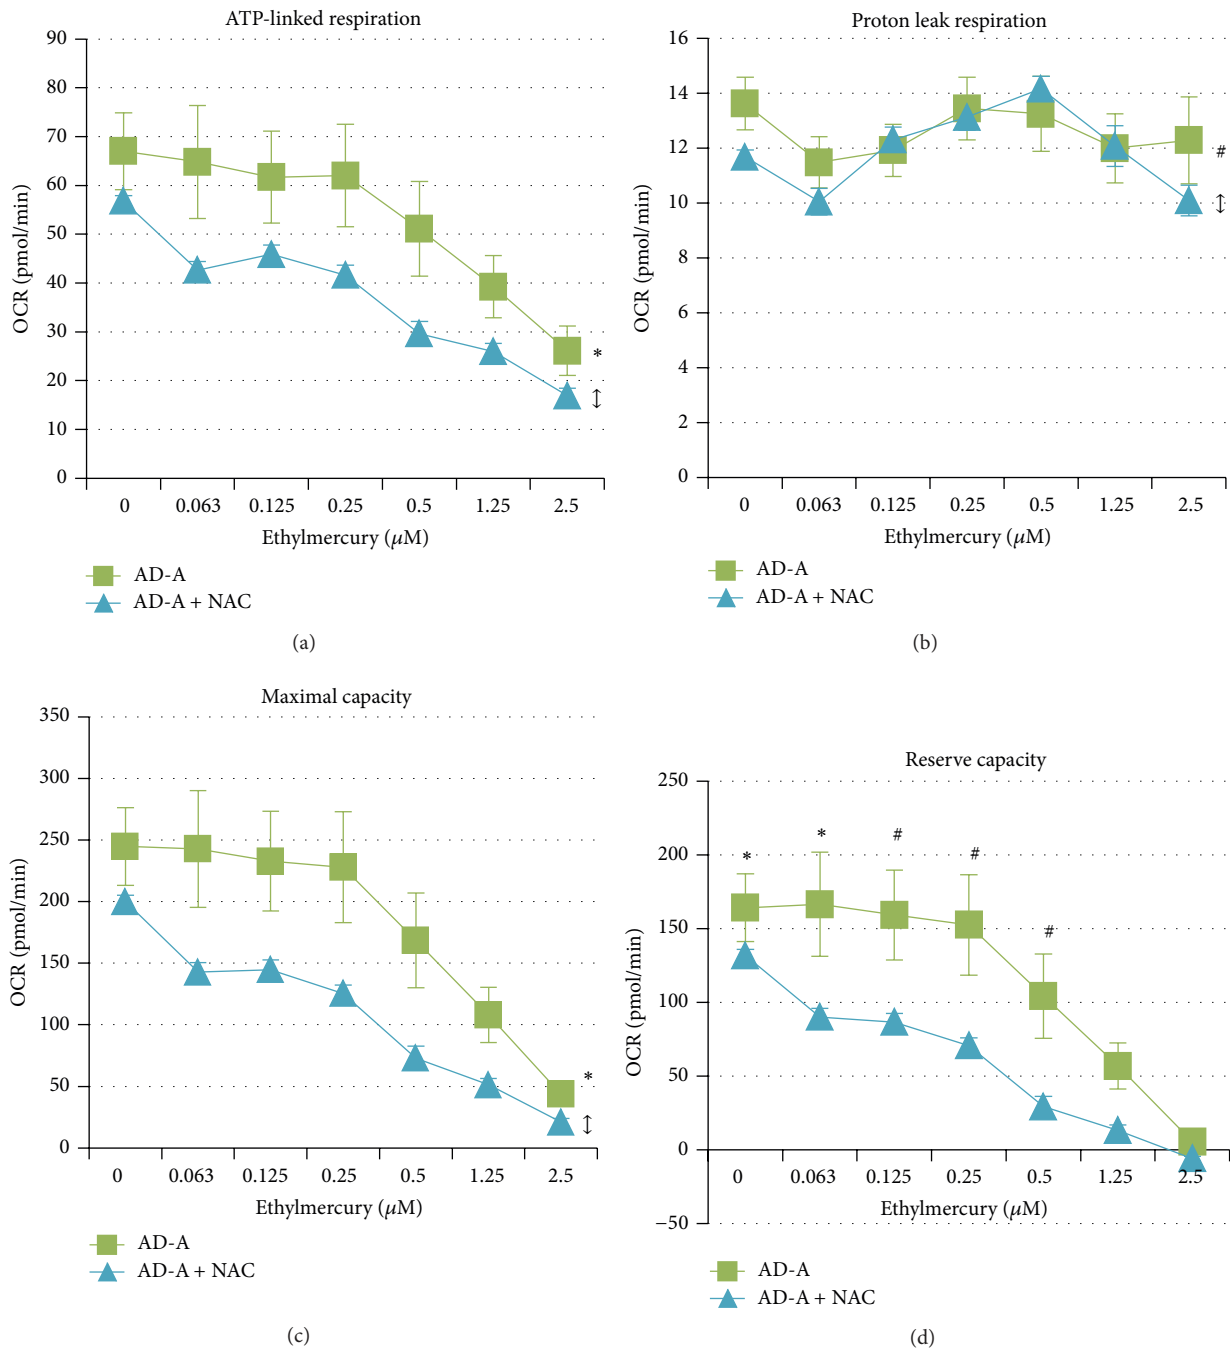 ATP-linked respiration
90
80
70
60
50
40
30
20
10
0
OCR (pmol/min)
*
↕
0 0.063 0.125 0.25 0.5 1.25 2.5
Ethylmercury (μM)
AD-A
AD-A + NAC
(a)
Proton leak respiration
16
14
12
10
8
6
4
2
0
OCR (pmol/min)
#
↕
0 0.063 0.125 0.25 0.5 1.25 2.5
Ethylmercury (μM)
AD-A
AD-A + NAC
(b)
Maximal capacity
350
300
250
200
150
100
50
0
OCR (pmol/min)
*
↕
0 0.063 0.125 0.25 0.5 1.25 2.5
Ethylmercury (μM)
AD-A
AD-A + NAC
(c)
Reserve capacity
250
200
150
100
50
0
−50
OCR (pmol/min)
* * # # #
0 0.063 0.125 0.25 0.5 1.25 2.5
Ethylmercury (μM)
AD-A
AD-A + NAC
(d)